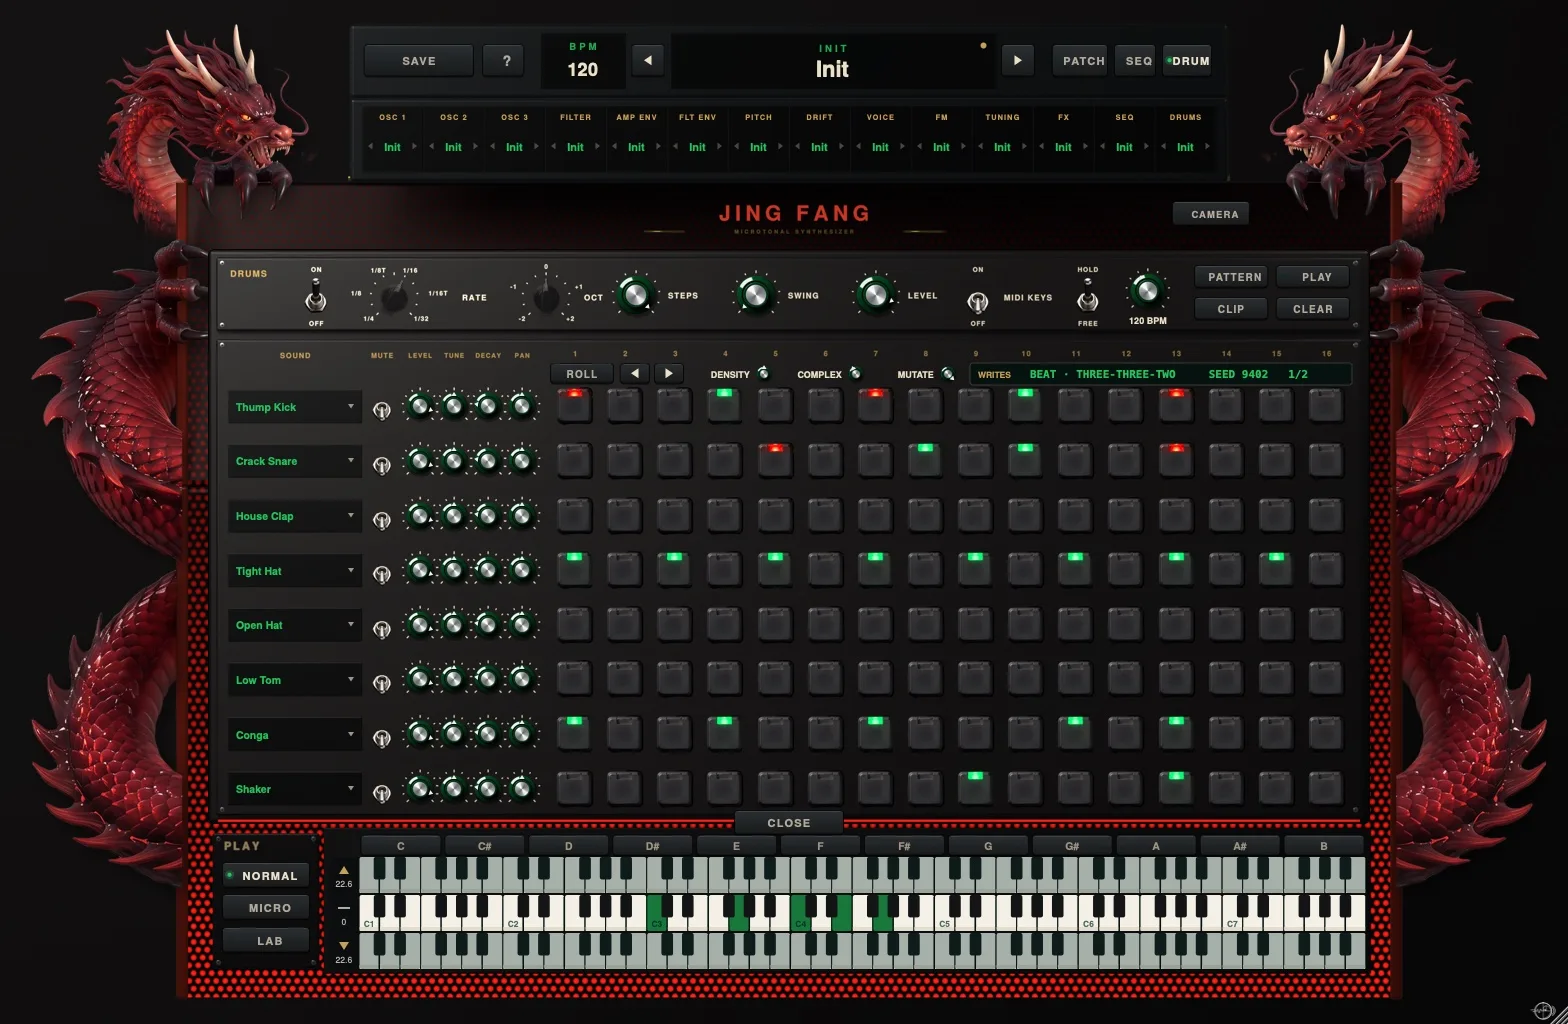 SAVE ? BPM 120 INIT Init PATCH SEQ DRUM
OSC 1 OSC 2 OSC 3 FILTER AMP ENV FLT ENV PITCH DRIFT VOICE FM TUNING FX SEQ DRUMS
Init Init Init Init Init Init Init Init Init Init Init Init Init Init
JING FANG
MICROTONAL SYNTHESIZER
CAMERA
DRUMS
ON
OFF
1/4 1/8 1/8T 1/16 1/16T 1/32
RATE
-2 -1 0 +1 +2
OCT
STEPS
SWING
LEVEL
ON
OFF
MIDI KEYS
HOLD
FREE
120 BPM
PATTERN PLAY
CLIP CLEAR
SOUND MUTE LEVEL TUNE DECAY PAN 1 2 3 4 5 6 7 8 9 10 11 12 13 14 15 16
ROLL DENSITY COMPLEX MUTATE WRITES BEAT · THREE-THREE-TWO SEED 9402 1/2
Thump Kick
Crack Snare
House Clap
Tight Hat
Open Hat
Low Tom
Conga
Shaker
CLOSE
PLAY
NORMAL
MICRO
LAB
C C# D D# E F F# G G# A A# B
22.6
0
22.6
C1 C2 C3 C4 C5 C6 C7